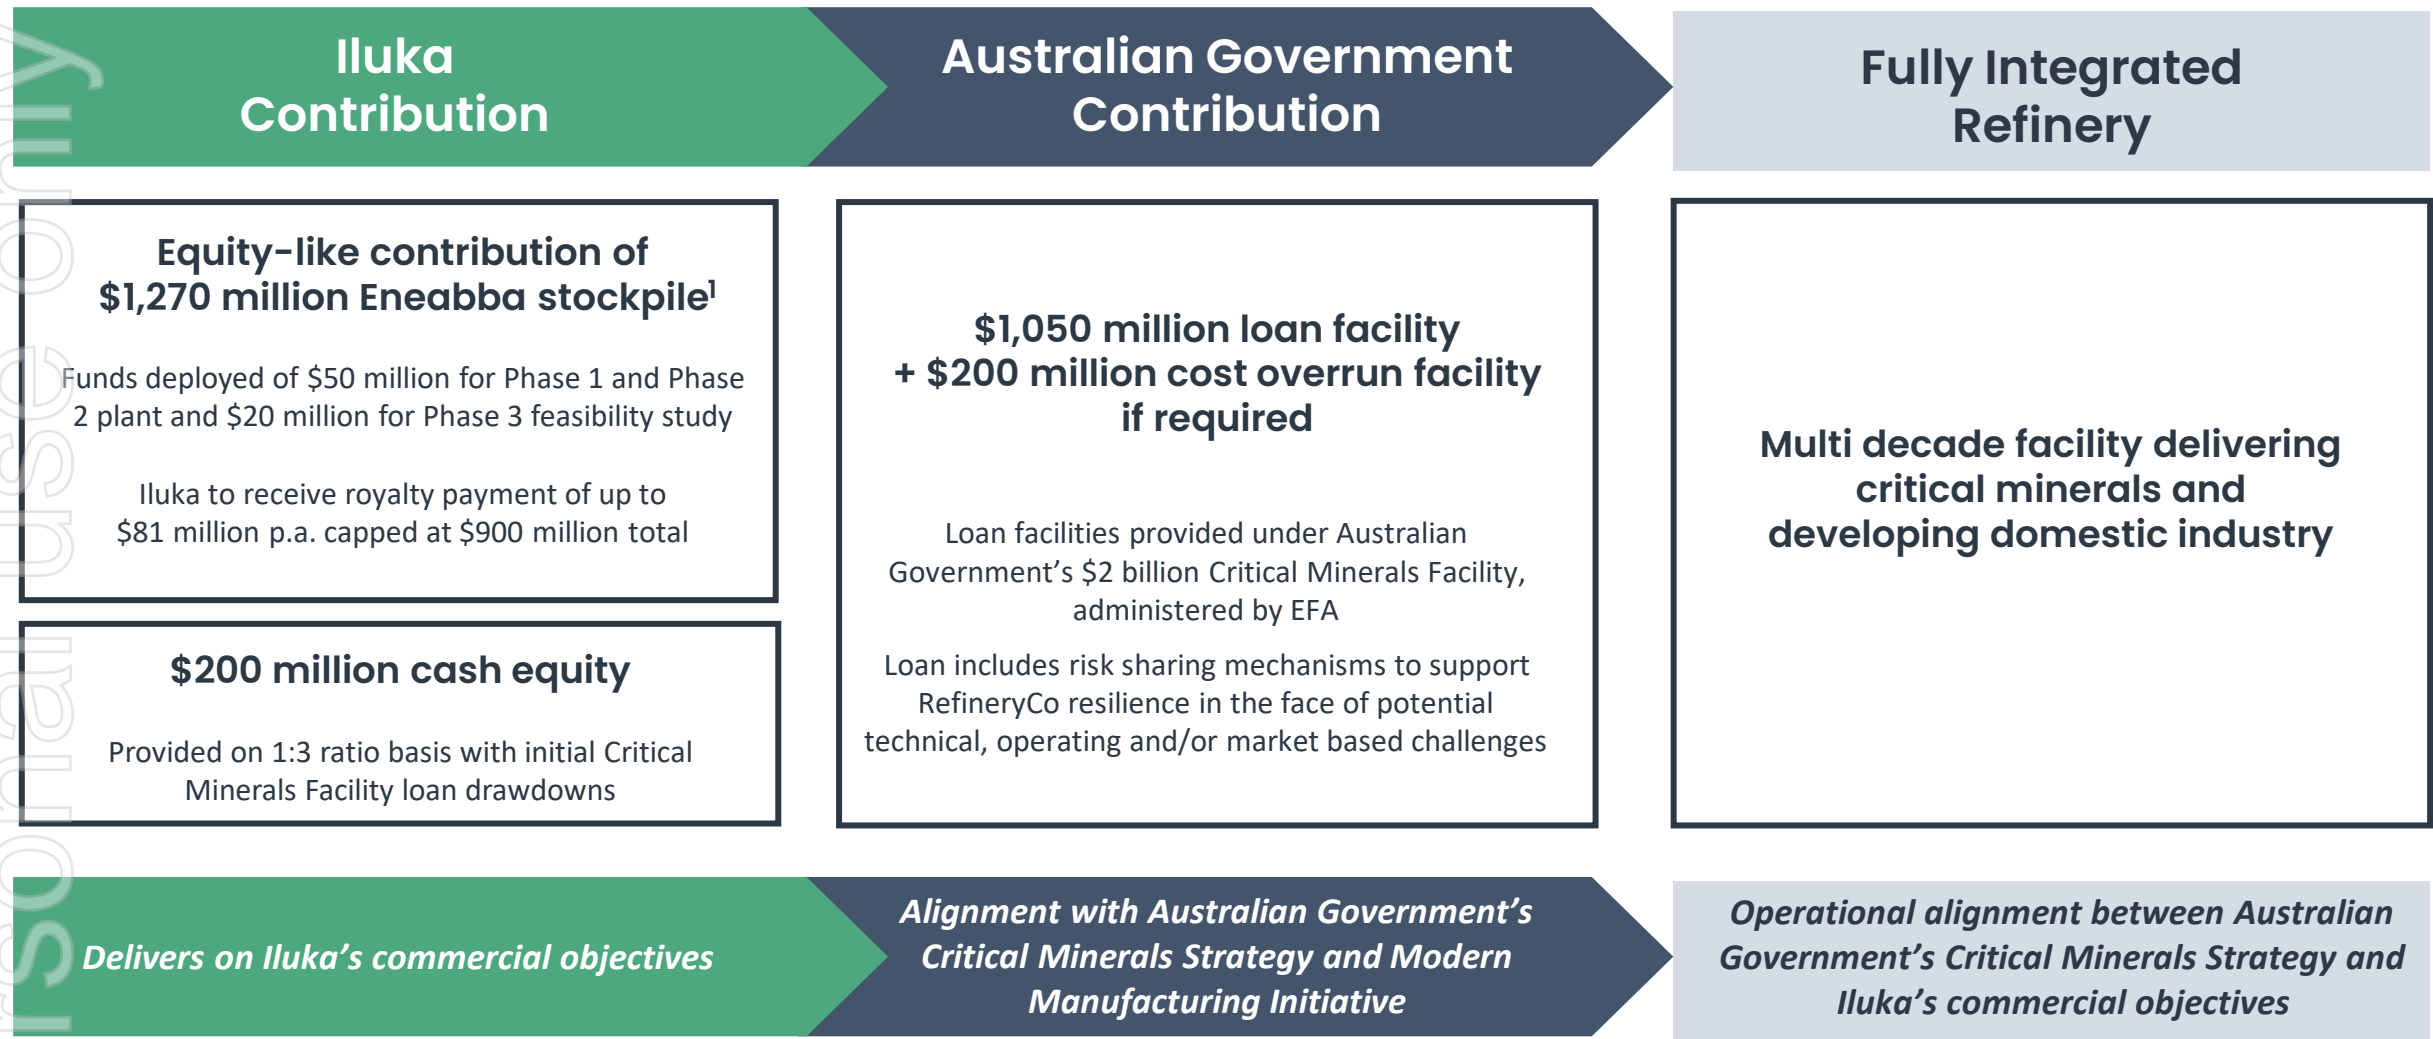 Iluka
Contribution
Australian Government
Contribution
Fully Integrated
Refinery
Equity-like contribution of
$1,270 million Eneabba stockpile¹
Funds deployed of $50 million for Phase 1 and Phase
2 plant and $20 million for Phase 3 feasibility study
Iluka to receive royalty payment of up to
$81 million p.a. capped at $900 million total
$200 million cash equity
Provided on 1:3 ratio basis with initial Critical
Minerals Facility loan drawdowns
$1,050 million loan facility
+ $200 million cost overrun facility
if required
Loan facilities provided under Australian
Government’s $2 billion Critical Minerals Facility,
administered by EFA
Loan includes risk sharing mechanisms to support
RefineryCo resilience in the face of potential
technical, operating and/or market based challenges
Multi decade facility delivering
critical minerals and
developing domestic industry
Delivers on Iluka’s commercial objectives
Alignment with Australian Government’s
Critical Minerals Strategy and Modern
Manufacturing Initiative
Operational alignment between Australian
Government’s Critical Minerals Strategy and
Iluka’s commercial objectives
rsonal use only